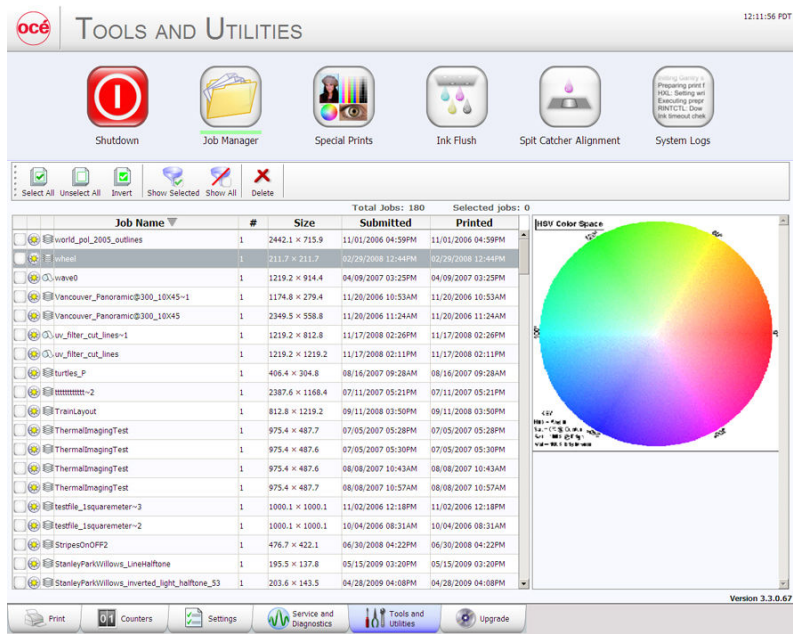 océ
TOOLS AND UTILITIES
12:11:56 PDT
Preparing print f
HXL: Setting wri
Executing prepr
RINTCTL: Dow
ink timeout chek
Shutdown
Job Manager
Special Prints
Ink Flush
Spit Catcher Alignment
System Logs
Select All Unselect All Invert Show Selected Show All Delete
Total Jobs: 180 Selected jobs: 0
Job Name # Size Submitted Printed
world_pol_2005_outlines 1 2442.1 × 715.9 11/01/2006 04:59PM 11/01/2006 04:59PM
wheel 1 211.7 × 211.7 02/29/2008 12:44PM 02/29/2008 12:44PM
wave0 1 1219.2 × 914.4 04/09/2007 03:25PM 04/09/2007 03:25PM
Vancouver_Panoramic@300_10X45~1 1 1174.8 × 279.4 11/20/2006 10:53AM 11/20/2006 10:53AM
Vancouver_Panoramic@300_10X45 1 2349.5 × 558.8 11/20/2006 11:24AM 11/20/2006 11:24AM
uv_filter_cut_lines~1 1 1219.2 × 812.8 11/17/2008 02:26PM 11/17/2008 02:26PM
uv_filter_cut_lines 1 1219.2 × 1219.2 11/17/2008 02:11PM 11/17/2008 02:11PM
turtles_P 1 406.4 × 304.8 08/16/2007 09:28AM 08/16/2007 09:28AM
1 2387.6 × 1168.4 07/11/2007 05:21PM 07/11/2007 05:21PM
TrainLayout 1 812.8 × 1219.2 09/11/2008 03:50PM 09/11/2008 03:50PM
ThermalImagingTest 1 975.4 × 487.7 07/05/2007 05:28PM 07/05/2007 05:28PM
ThermalImagingTest 1 975.4 × 487.6 07/05/2007 05:30PM 07/05/2007 05:30PM
ThermalImagingTest 1 975.4 × 487.6 08/08/2007 10:43AM 08/08/2007 10:43AM
ThermalImagingTest 1 975.4 × 487.7 08/08/2007 10:57AM 08/08/2007 10:57AM
testfile_1squaremeter~3 1 1000.1 × 1000.1 11/02/2006 12:18PM 11/02/2006 12:18PM
testfile_1squaremeter~2 1 1000.1 × 1000.1 10/04/2006 08:31AM 10/04/2006 08:31AM
StripesOnOFF2 1 476.7 × 422.1 06/30/2008 04:22PM 06/30/2008 04:22PM
StanleyParkWillows_LineHalftone 1 195.5 × 137.8 05/15/2009 03:20PM 05/15/2009 03:20PM
StanleyParkWillows_inverted_light_halftone_53 1 203.6 × 143.5 04/28/2009 04:08PM 04/28/2009 04:08PM
HSV Color Space
KEY
Version 3.3.0.67
Print
01 Counters
Settings
Service and
Diagnostics
Tools and
Utilities
Upgrade